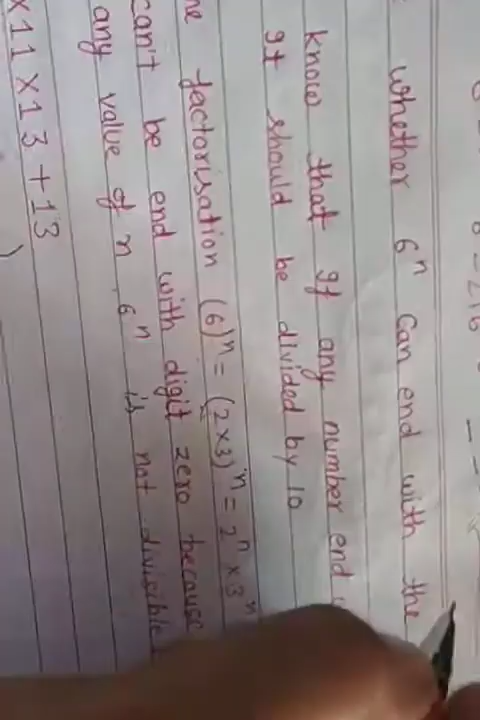 6 = 216
whether 6ⁿ can end with the
know that If any number end
It should be divided by 10
factorisation (6)ⁿ = (2×3)ⁿ = 2ⁿ × 3ⁿ
can't be end with digit zero because
any value of n. 6ⁿ is not divisible
×11 ×13 + 13